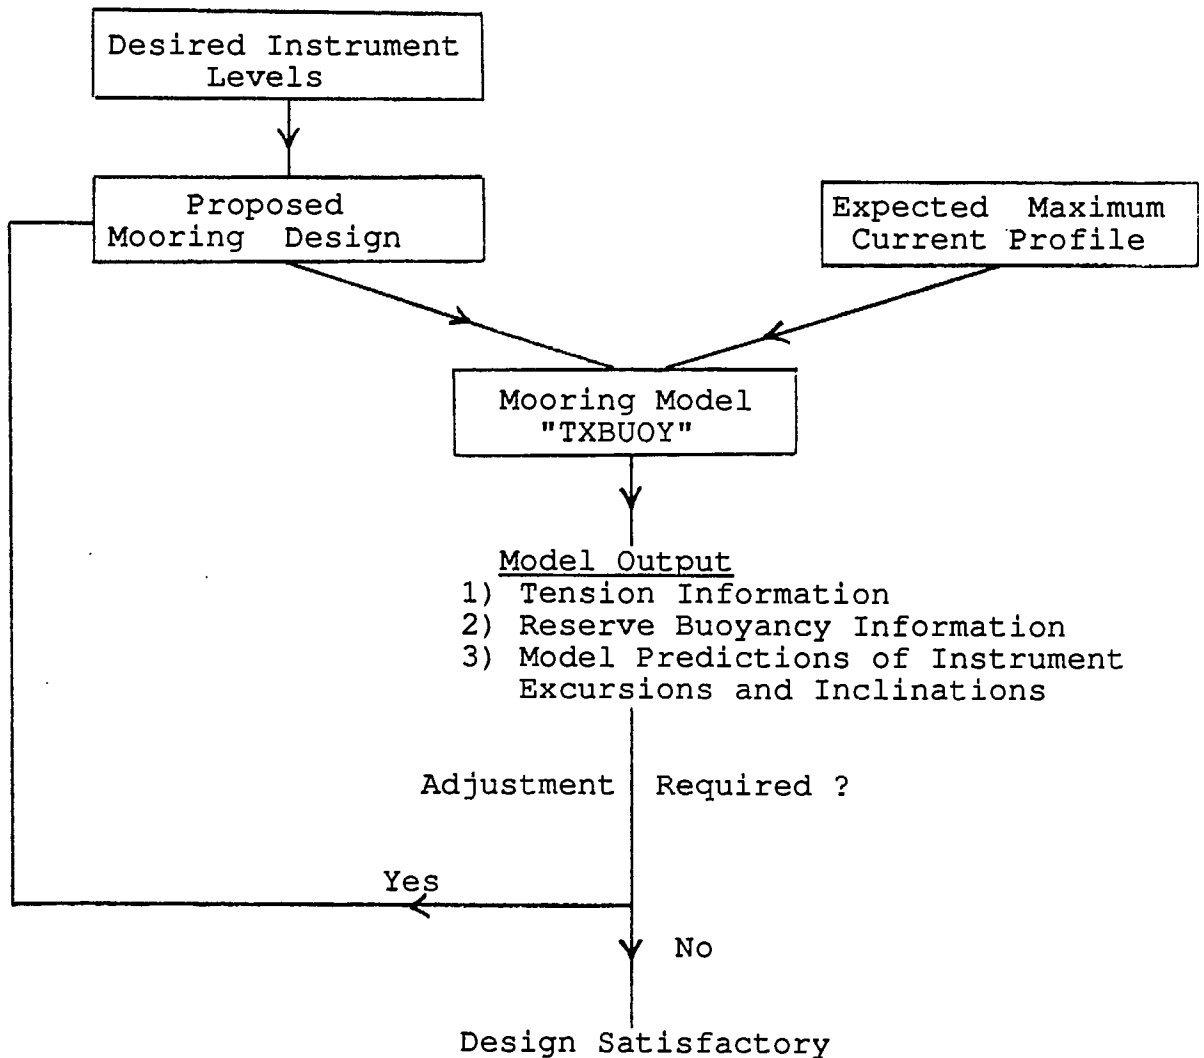 Desired Instrument
Levels
Proposed
Mooring Design
Expected Maximum
Current Profile
Mooring Model
"TXBUOY"
Model Output
1) Tension Information
2) Reserve Buoyancy Information
3) Model Predictions of Instrument
Excursions and Inclinations
Adjustment Required ?
Yes
No
Design Satisfactory